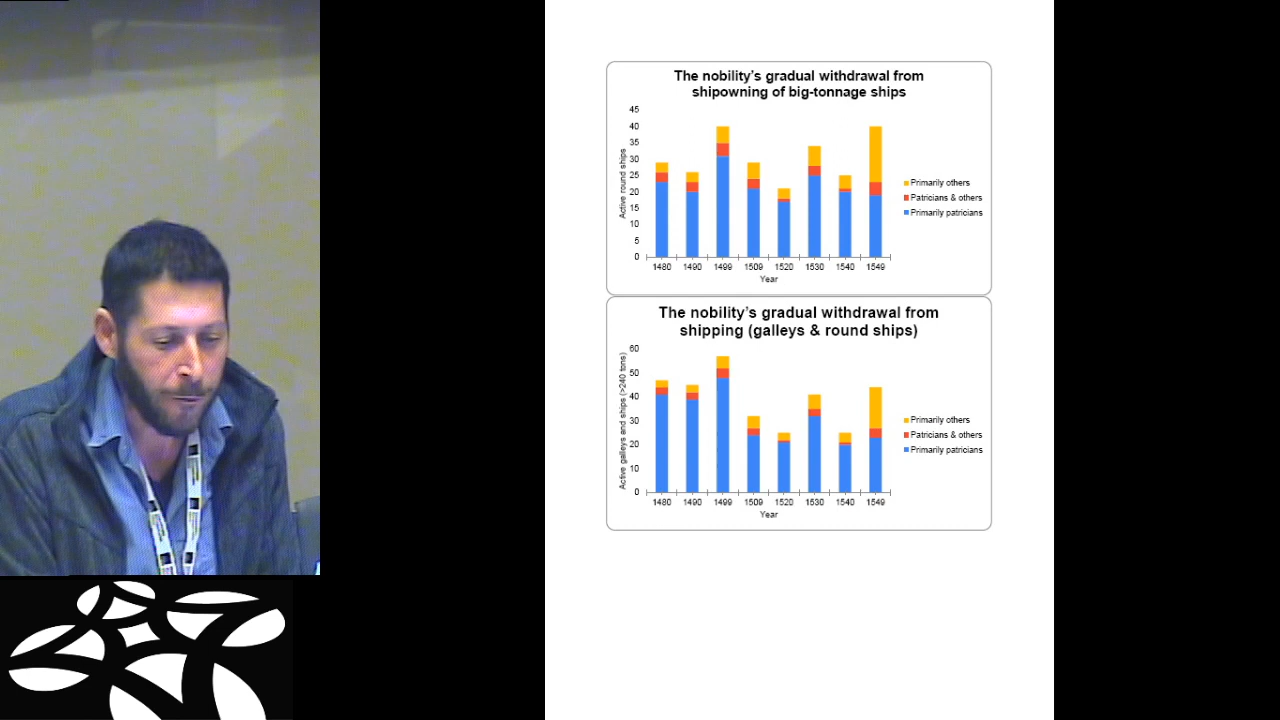 The nobility's gradual withdrawal from
shipowning of big-tonnage ships
45
40
35
30
25
20
15
10
5
0
Active round ships
1480 1490 1499 1509 1520 1530 1540 1549
Year
Primarily others
Patricians & others
Primarily patricians
The nobility's gradual withdrawal from
shipping (galleys & round ships)
60
50
40
30
20
10
0
Active galleys and ships (>240 tons)
1480 1490 1499 1509 1520 1530 1540 1549
Year
Primarily others
Patricians & others
Primarily patricians